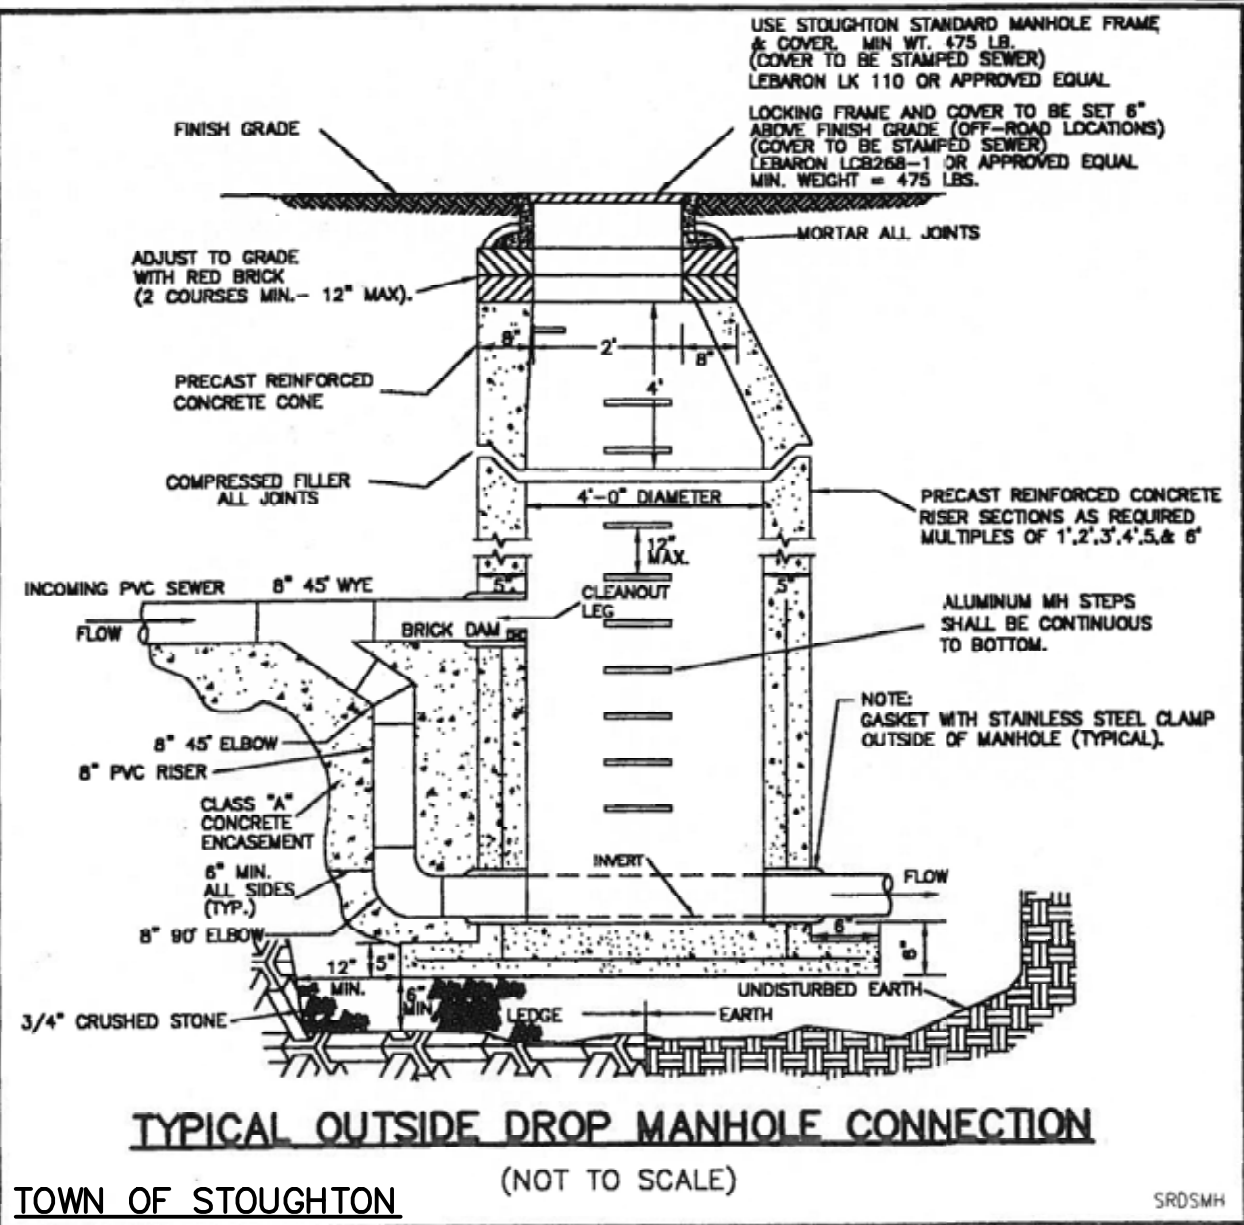 USE STOUGHTON STANDARD MANHOLE FRAME
& COVER. MIN WT. 475 LB.
(COVER TO BE STAMPED SEWER)
LEBARON LK 110 OR APPROVED EQUAL
FINISH GRADE
LOCKING FRAME AND COVER TO BE SET 6"
ABOVE FINISH GRADE (OFF-ROAD LOCATIONS)
(COVER TO BE STAMPED SEWER)
LEBARON LCB268-1 OR APPROVED EQUAL
MIN. WEIGHT = 475 LBS.
MORTAR ALL JOINTS
ADJUST TO GRADE
WITH RED BRICK
(2 COURSES MIN.- 12" MAX).
8"
2'
8"
4'
PRECAST REINFORCED
CONCRETE CONE
COMPRESSED FILLER
ALL JOINTS
4'-0" DIAMETER
PRECAST REINFORCED CONCRETE
RISER SECTIONS AS REQUIRED
MULTIPLES OF 1',2',3',4',5,& 6'
12"
MAX.
INCOMING PVC SEWER
8" 45° WYE
5"
CLEANOUT
LEG
5"
FLOW
BRICK DAM
ALUMINUM MH STEPS
SHALL BE CONTINUOUS
TO BOTTOM.
NOTE:
GASKET WITH STAINLESS STEEL CLAMP
OUTSIDE OF MANHOLE (TYPICAL).
8" 45° ELBOW
8" PVC RISER
CLASS "A"
CONCRETE
ENCASEMENT
6" MIN.
ALL SIDES
(TYP.)
INVERT
FLOW
8" 90° ELBOW
6"
6"
12"
MIN.
5"
6"
MIN
UNDISTURBED EARTH
3/4" CRUSHED STONE
LEDGE
EARTH
TYPICAL OUTSIDE DROP MANHOLE CONNECTION
(NOT TO SCALE)
TOWN OF STOUGHTON
SRDSMH